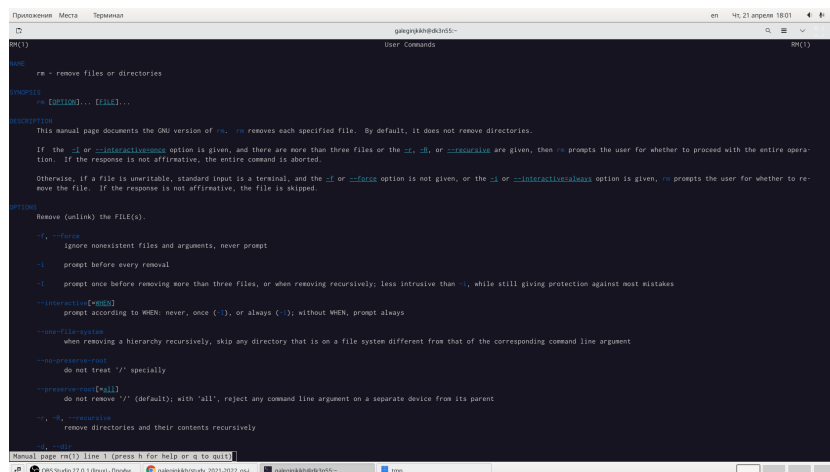 Приложения Места Терминал en Чт, 21 апреля 18:01
galeginjkikh@dk3n55:~
RM(1) User Commands RM(1)
NAME
rm - remove files or directories
SYNOPSIS
rm [OPTION]... [FILE]...
DESCRIPTION
This manual page documents the GNU version of rm. rm removes each specified file. By default, it does not remove directories.
If the -I or --interactive=once option is given, and there are more than three files or the -r, -R, or --recursive are given, then rm prompts the user for whether to proceed with the entire opera-
tion. If the response is not affirmative, the entire command is aborted.
Otherwise, if a file is unwritable, standard input is a terminal, and the -f or --force option is not given, or the -i or --interactive=always option is given, rm prompts the user for whether to re-
move the file. If the response is not affirmative, the file is skipped.
OPTIONS
Remove (unlink) the FILE(s).
-f, --force
ignore nonexistent files and arguments, never prompt
-i prompt before every removal
-I prompt once before removing more than three files, or when removing recursively; less intrusive than -i, while still giving protection against most mistakes
--interactive[=WHEN]
prompt according to WHEN: never, once (-I), or always (-i); without WHEN, prompt always
--one-file-system
when removing a hierarchy recursively, skip any directory that is on a file system different from that of the corresponding command line argument
--no-preserve-root
do not treat '/' specially
--preserve-root[=all]
do not remove '/' (default); with 'all', reject any command line argument on a separate device from its parent
-r, -R, --recursive
remove directories and their contents recursively
-d, --dir
Manual page rm(1) line 1 (press h for help or q to quit)
OBS Studio 27.0.1 (linux) - Профи... galeginjkikh/study_2021-2022_os-i... galeginjkikh@dk3n55:~ tmp